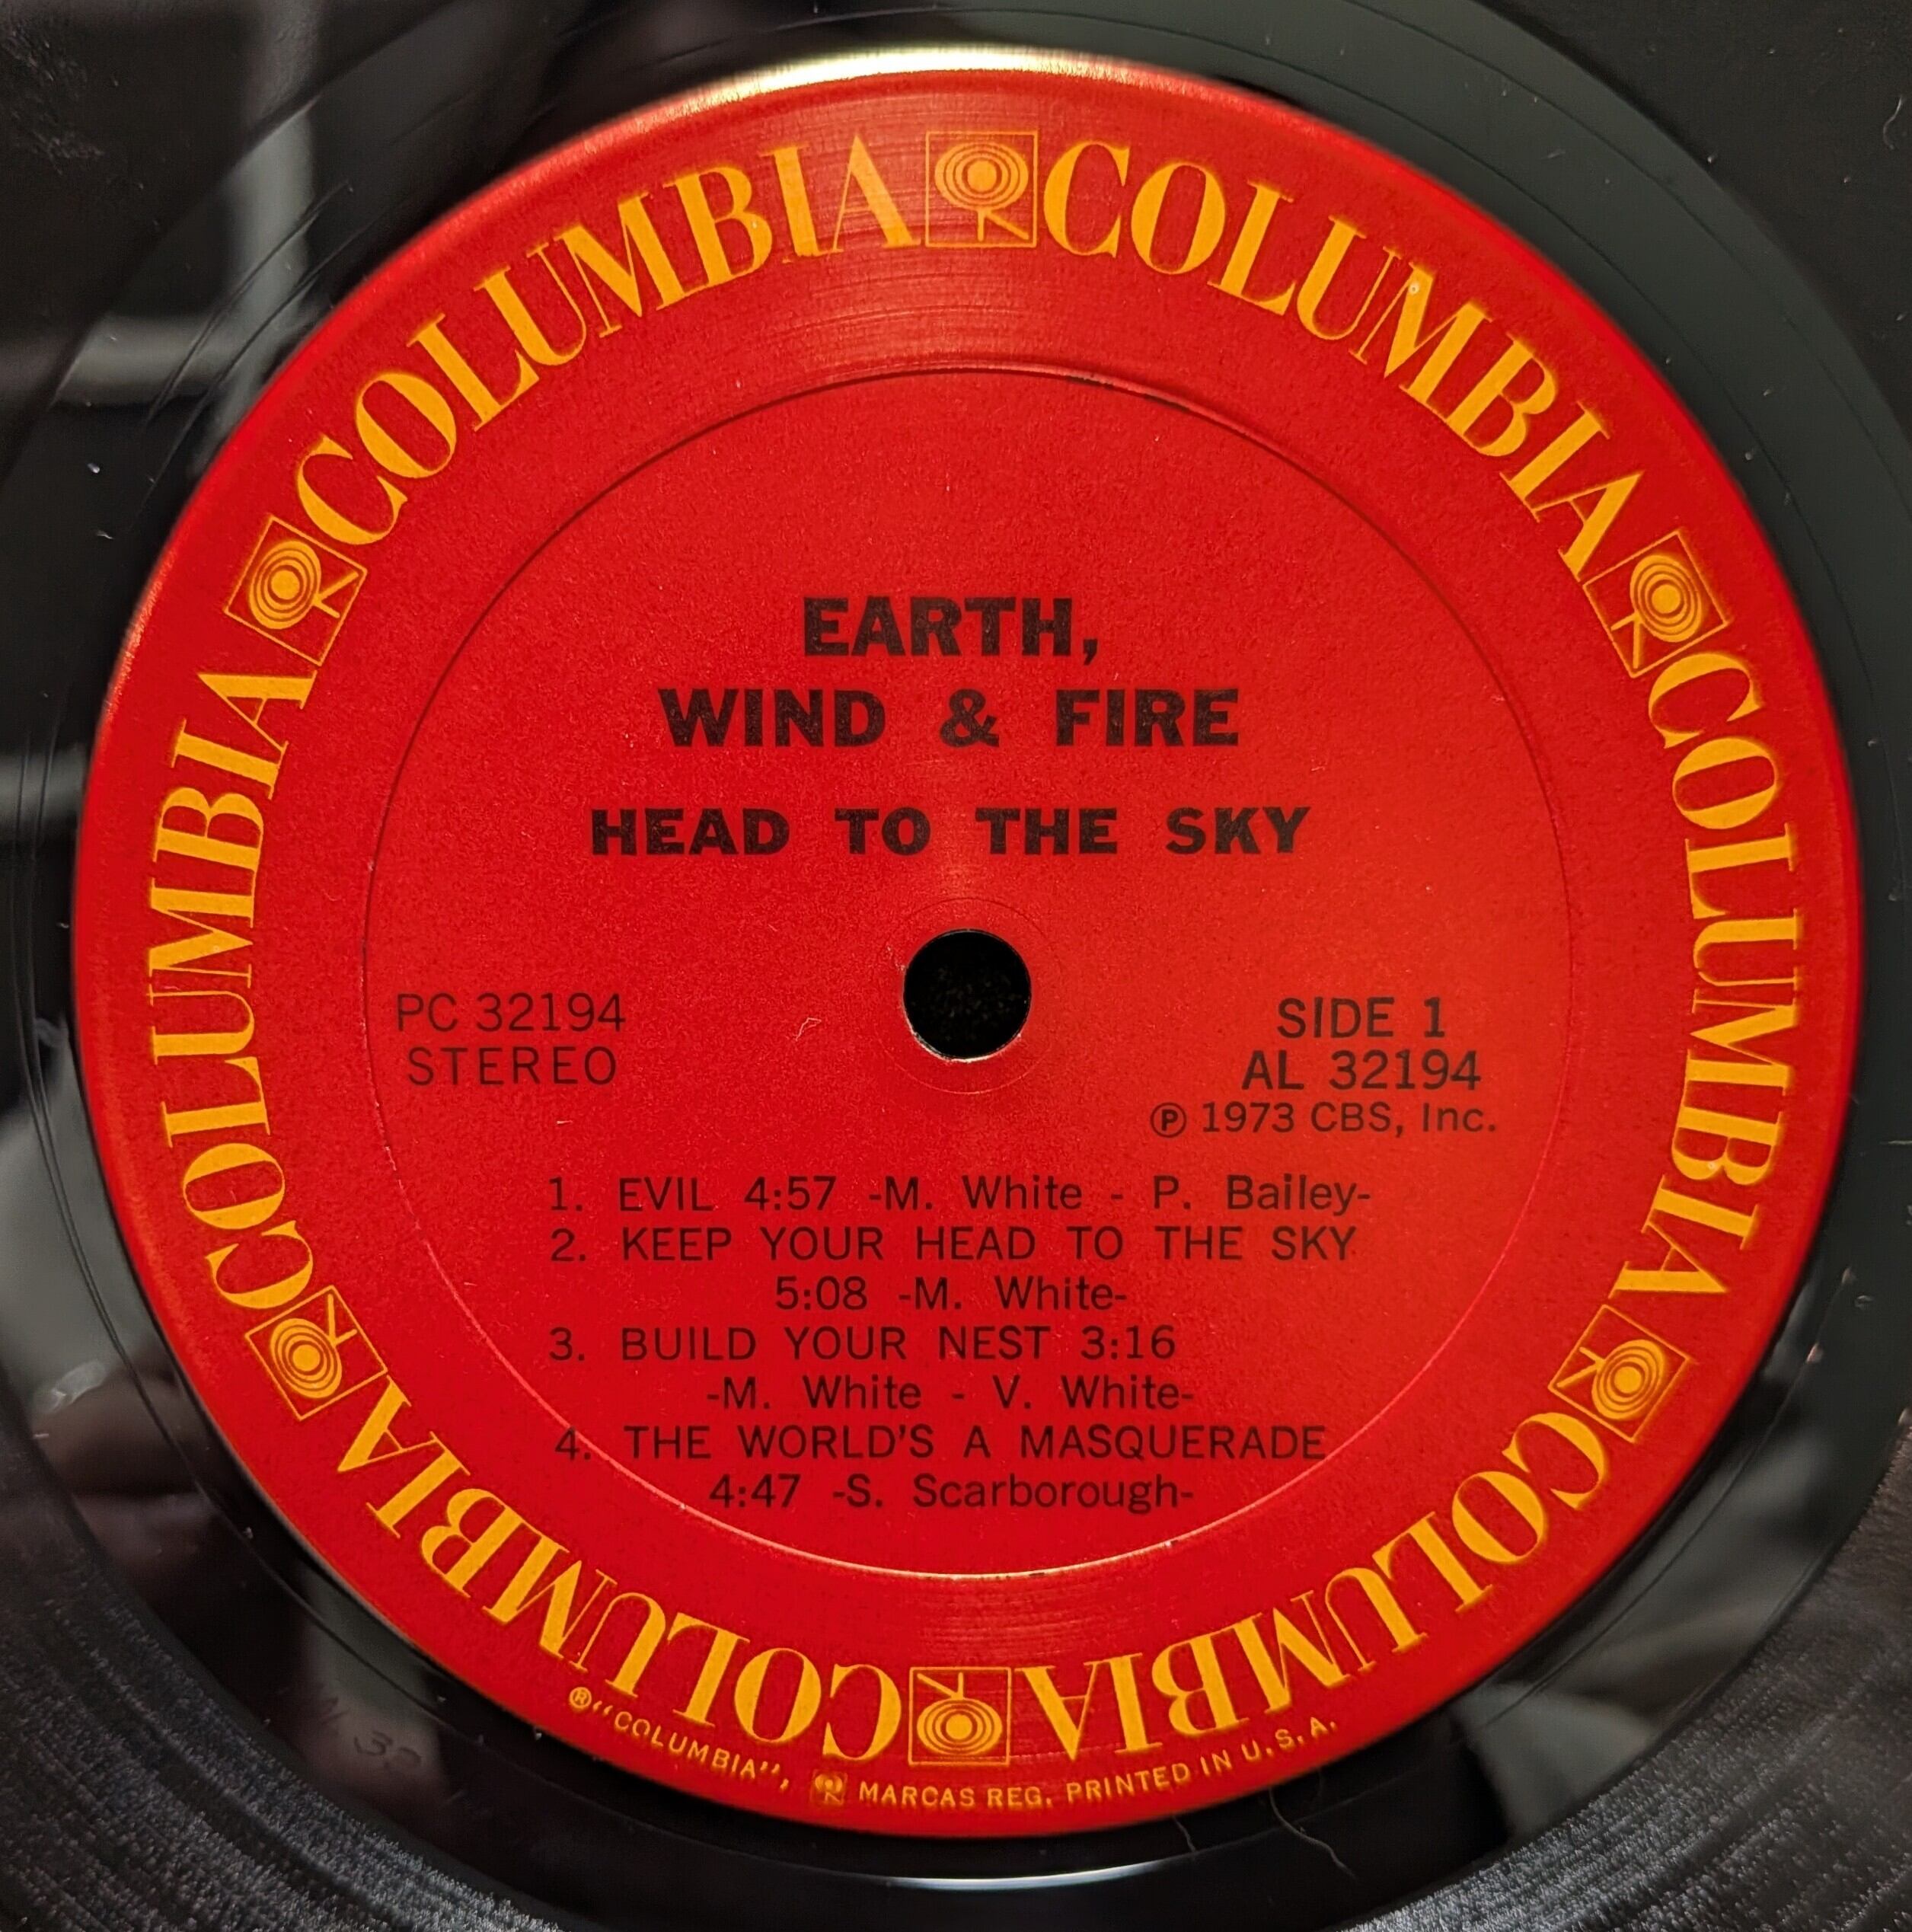 COLUMBIA COLUMBIA COLUMBIA COLUMBIA COLUMBIA COLUMBIA
EARTH,
WIND & FIRE
HEAD TO THE SKY
PC 32194
STEREO
SIDE 1
AL 32194
Ⓟ 1973 CBS, Inc.
1. EVIL 4:57 -M. White - P. Bailey-
2. KEEP YOUR HEAD TO THE SKY
5:08 -M. White-
3. BUILD YOUR NEST 3:16
-M. White - V. White-
4. THE WORLD'S A MASQUERADE
4:47 -S. Scarborough-
®"COLUMBIA", MARCAS REG. PRINTED IN U.S.A.